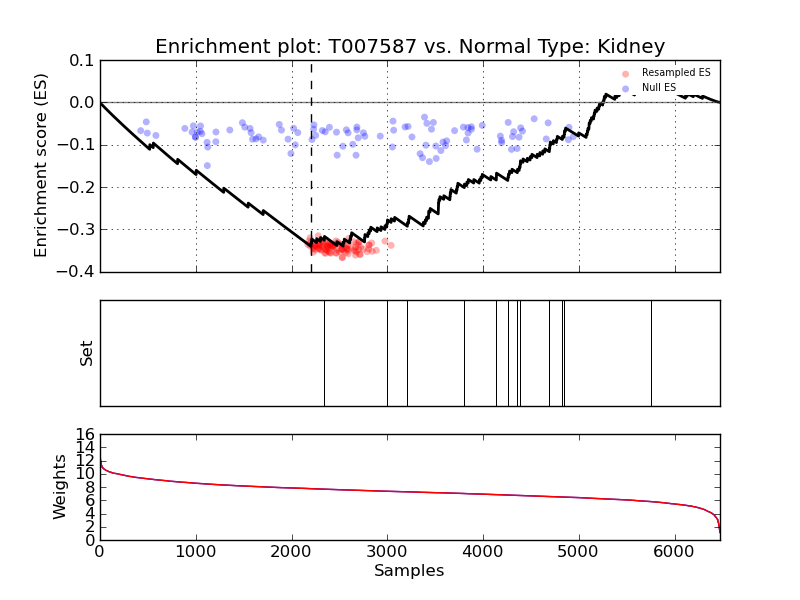 Enrichment plot: T007587 vs. Normal Type: Kidney
Enrichment score (ES)
0.1
0.0
−0.1
−0.2
−0.3
−0.4
Resampled ES
Null ES
Set
Weights
16
14
12
10
8
6
4
2
0
0 1000 2000 3000 4000 5000 6000
Samples